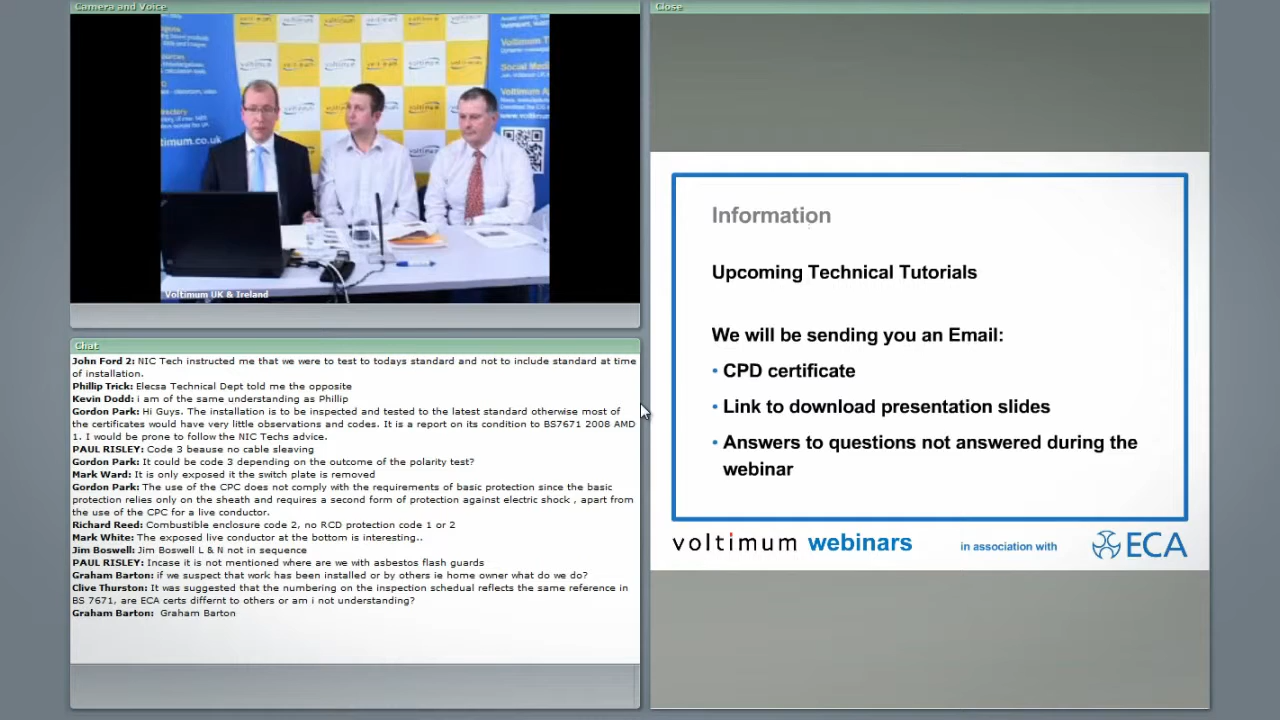 Camera and Voice
Voltimum T
Social Med
Voltimum A
irectory
ltimum.co.uk
voltimum
Voltimum UK & Ireland
Chat
John Ford 2: NIC Tech instructed me that we were to test to todays standard and not to include standard at time
of installation.
Phillip Trick: Elecsa Technical Dept told me the opposite
Kevin Dodd: i am of the same understanding as Phillip
Gordon Park: Hi Guys. The installation is to be inspected and tested to the latest standard otherwise most of
the certificates would have very little observations and codes. It is a report on its condition to BS7671 2008 AMD
1. I would be prone to follow the NIC Techs advice.
PAUL RISLEY: Code 3 beause no cable sleaving
Gordon Park: It could be code 3 depending on the outcome of the polarity test?
Mark Ward: It is only exposed it the switch plate is removed
Gordon Park: The use of the CPC does not comply with the requirements of basic protection since the basic
protection relies only on the sheath and requires a second form of protection against electric shock , apart from
the use of the CPC for a live conductor.
Richard Reed: Combustible enclosure code 2, no RCD protection code 1 or 2
Mark White: The exposed live conductor at the bottom is interesting..
Jim Boswell: Jim Boswell L & N not in sequence
PAUL RISLEY: Incase it is not mentioned where are we with asbestos flash guards
Graham Barton: if we suspect that work has been installed or by others ie home owner what do we do?
Clive Thurston: It was suggested that the numbering on the inspection schedual reflects the same reference in
BS 7671, are ECA certs differnt to others or am i not understanding?
Graham Barton: Graham Barton
Close
Information
Upcoming Technical Tutorials
We will be sending you an Email:
• CPD certificate
• Link to download presentation slides
• Answers to questions not answered during the
webinar
voltimum webinars
in association with
ECA